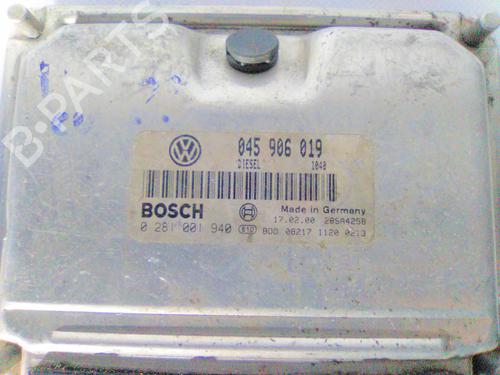 B-PARTS
045 906 019
DIESEL 1040
BOSCH
Made in Germany
17.02.00 28SA4258
0 281 001 940
BOO 08217 1120 0213